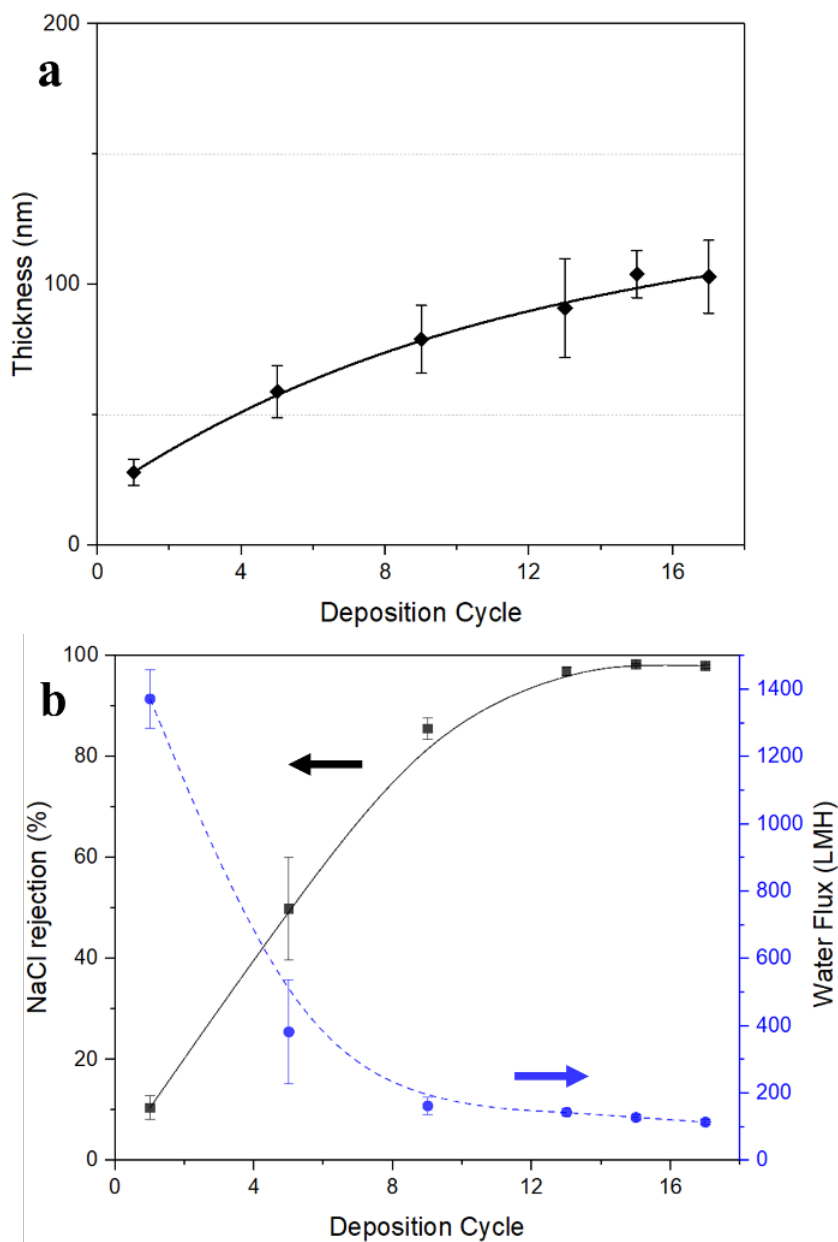 a
200
100
0
Thickness (nm)
0 4 8 12 16
Deposition Cycle
b
100
80
60
40
20
0
NaCl rejection (%)
1400
1200
1000
800
600
400
200
0
Water Flux (LMH)
0 4 8 12 16
Deposition Cycle